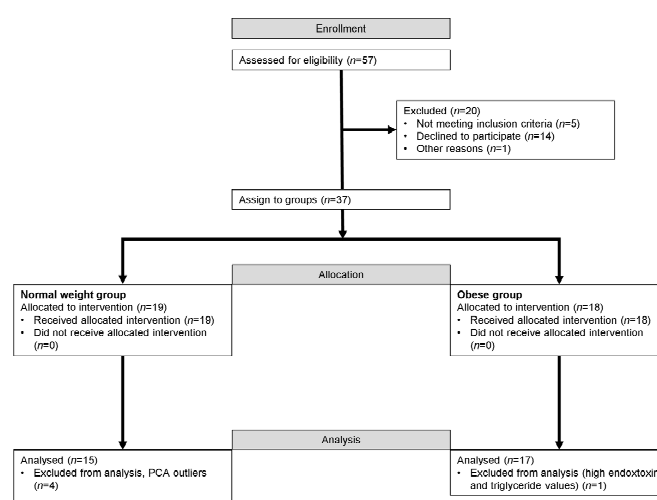 Enrollment
Assessed for eligibility (n=57)
Excluded (n=20)
• Not meeting inclusion criteria (n=5)
• Declined to participate (n=14)
• Other reasons (n=1)
Assign to groups (n=37)
Allocation
Normal weight group
Allocated to intervention (n=19)
• Received allocated intervention (n=19)
• Did not receive allocated intervention
(n=0)
Obese group
Allocated to intervention (n=18)
• Received allocated intervention (n=18)
• Did not receive allocated intervention
(n=0)
Analysis
Analysed (n=15)
• Excluded from analysis, PCA outliers
(n=4)
Analysed (n=17)
• Excluded from analysis (high endoxtoxin
and triglyceride values) (n=1)